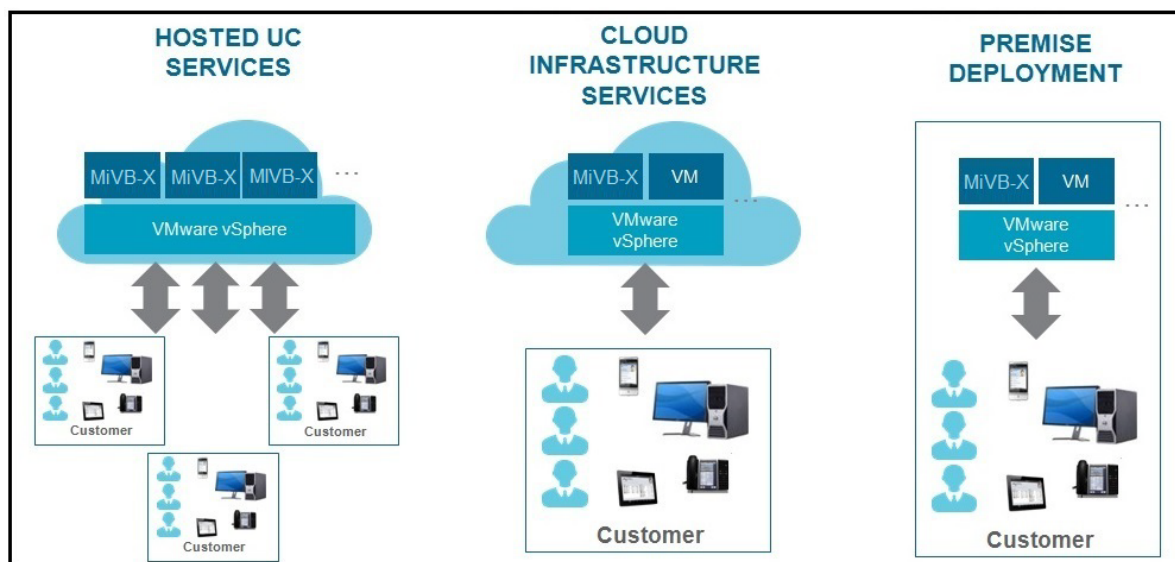 HOSTED UC
SERVICES
MiVB-X
MiVB-X
MIVB-X
...
VMware vSphere
Customer
Customer
Customer
CLOUD
INFRASTRUCTURE
SERVICES
MiVB-X
VM
...
VMware
vSphere
Customer
PREMISE
DEPLOYMENT
MiVB-X
VM
...
VMware
vSphere
Customer